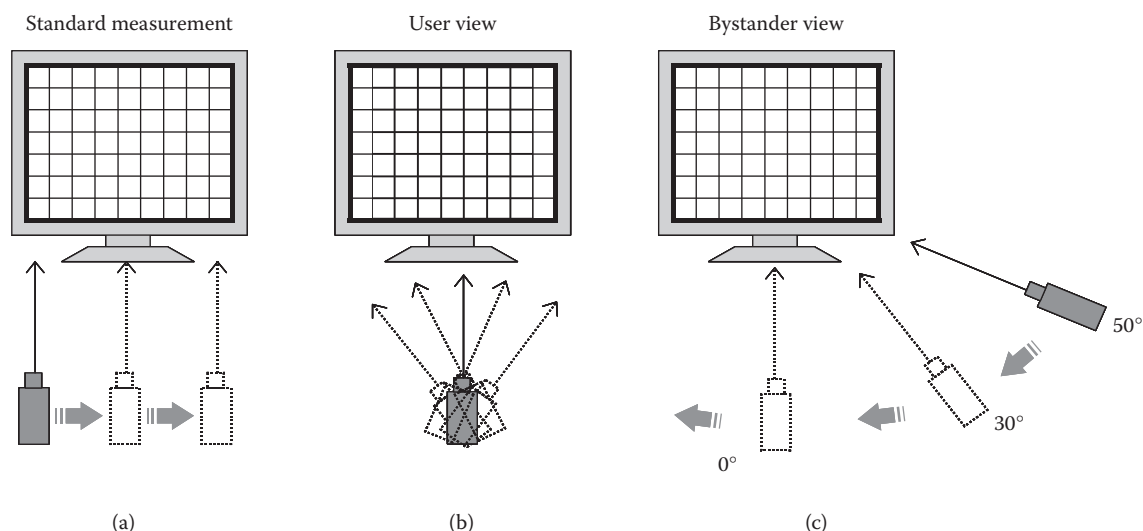 Standard measurement
User view
Bystander view
50°
30°
0°
(a)
(b)
(c)